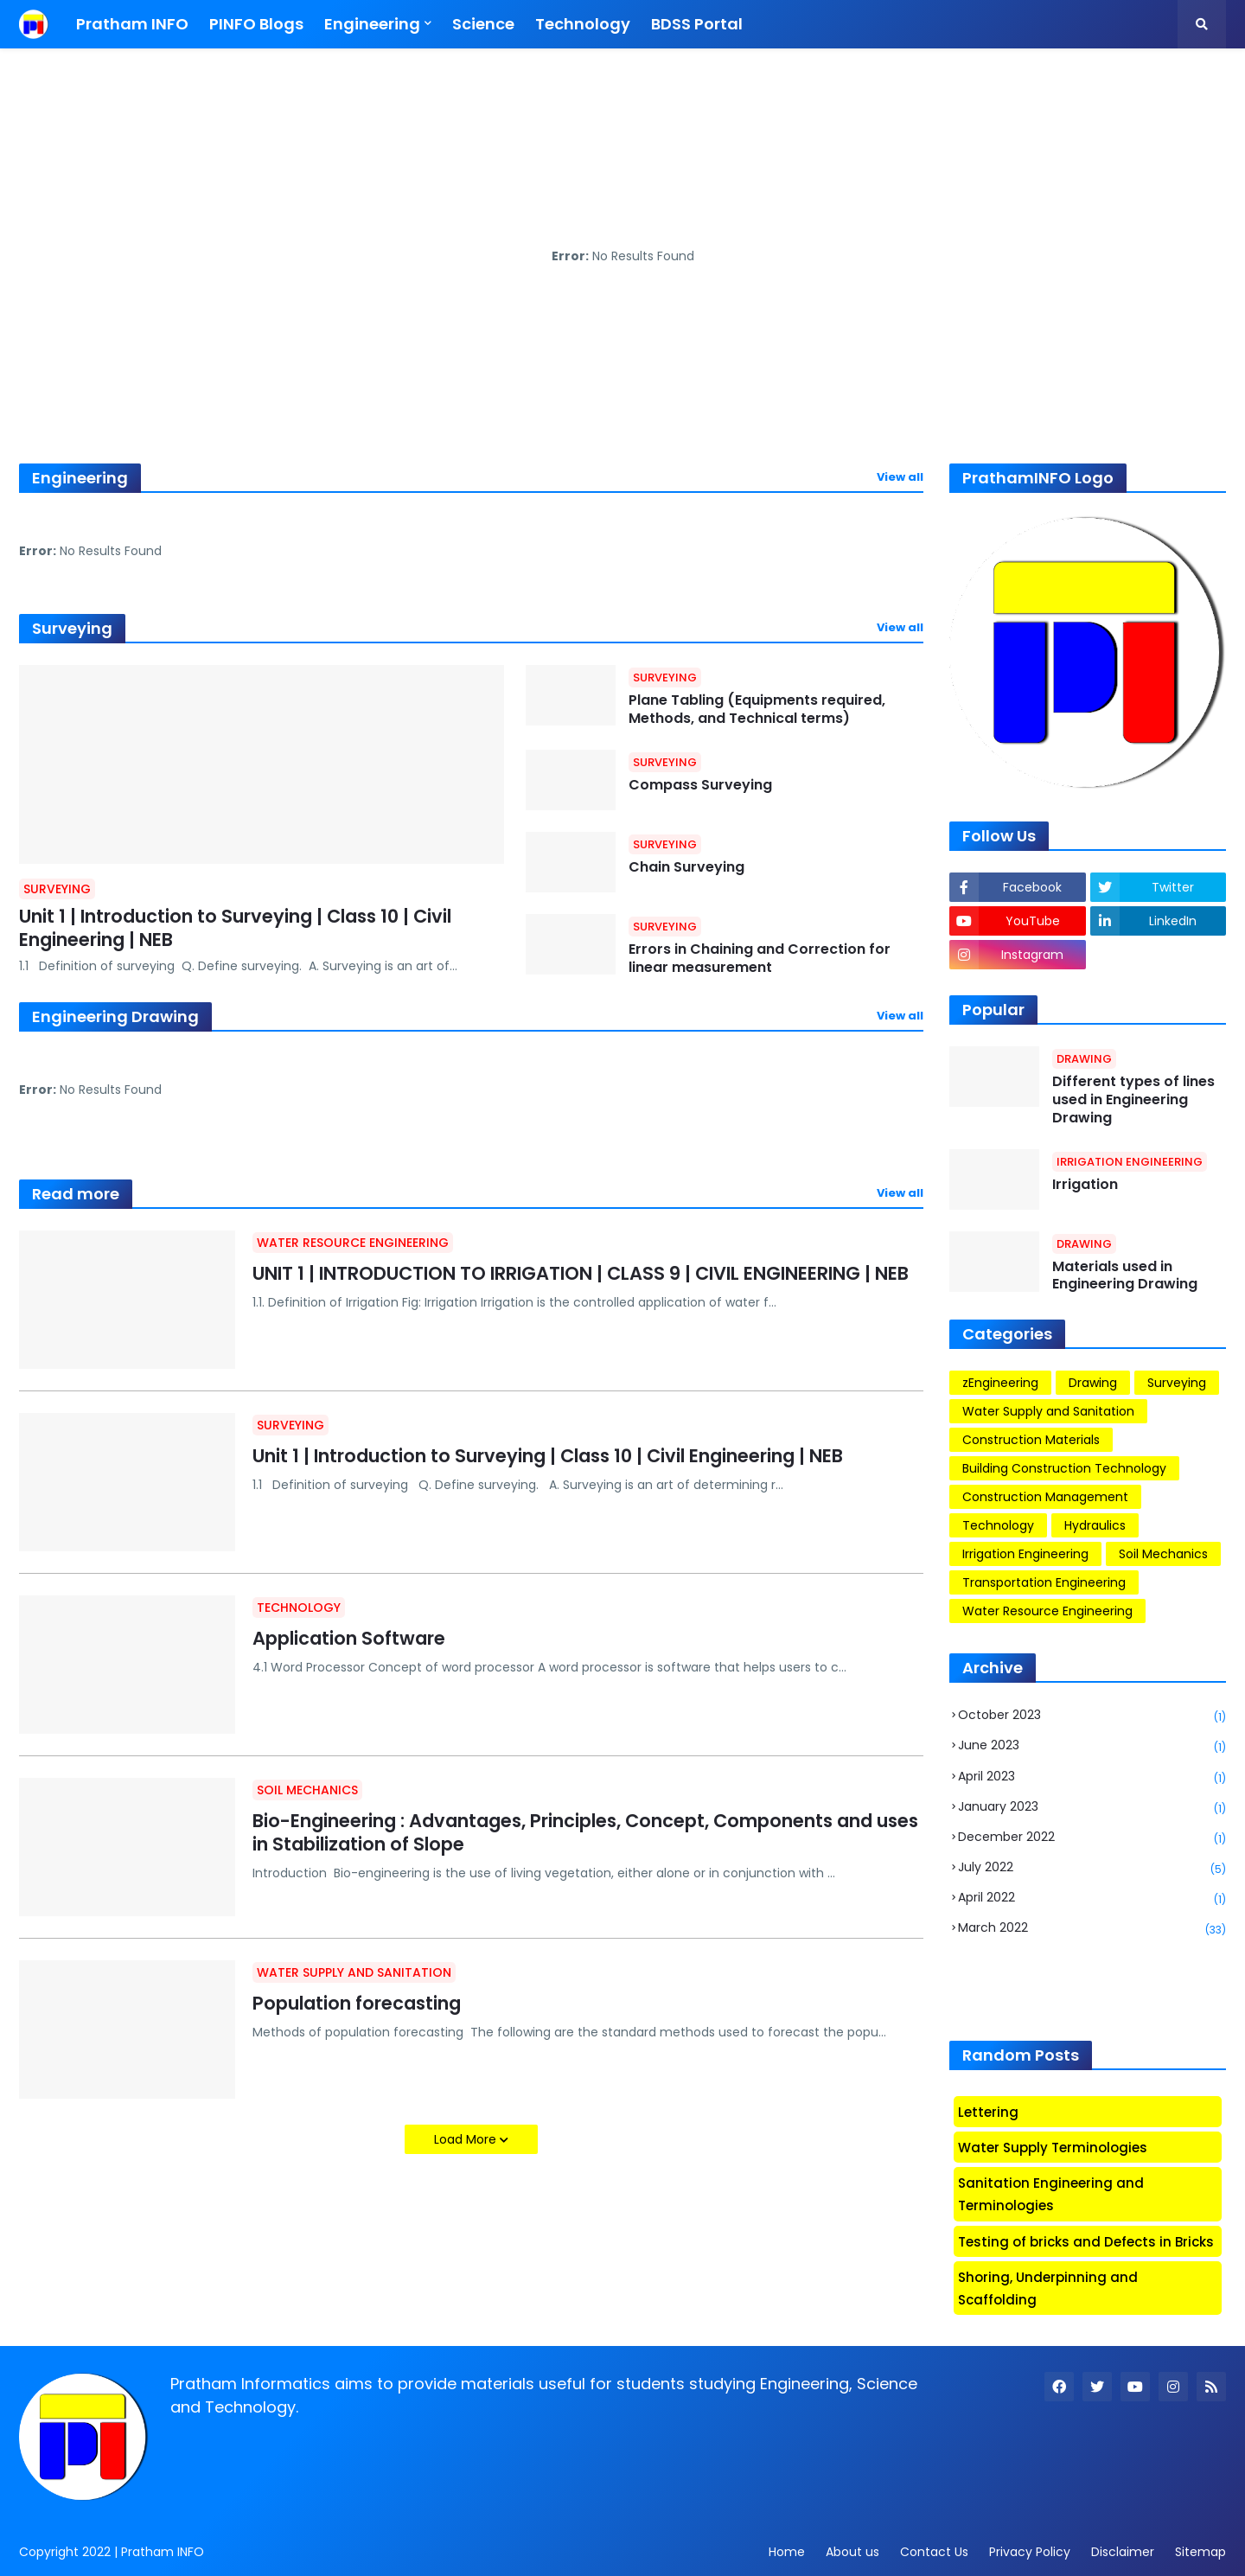 Pratham INFO PINFO Blogs Engineering Science Technology BDSS Portal
Error: No Results Found
Engineering View all
Error: No Results Found
Surveying View all
SURVEYING
Unit 1 | Introduction to Surveying | Class 10 | Civil
Engineering | NEB
1.1 Definition of surveying Q. Define surveying. A. Surveying is an art of...
SURVEYING
Plane Tabling (Equipments required,
Methods, and Technical terms)
SURVEYING
Compass Surveying
SURVEYING
Chain Surveying
SURVEYING
Errors in Chaining and Correction for
linear measurement
Engineering Drawing View all
Error: No Results Found
Read more View all
WATER RESOURCE ENGINEERING
UNIT 1 | INTRODUCTION TO IRRIGATION | CLASS 9 | CIVIL ENGINEERING | NEB
1.1. Definition of Irrigation Fig: Irrigation Irrigation is the controlled application of water f...
SURVEYING
Unit 1 | Introduction to Surveying | Class 10 | Civil Engineering | NEB
1.1 Definition of surveying Q. Define surveying. A. Surveying is an art of determining r...
TECHNOLOGY
Application Software
4.1 Word Processor Concept of word processor A word processor is software that helps users to c...
SOIL MECHANICS
Bio-Engineering : Advantages, Principles, Concept, Components and uses
in Stabilization of Slope
Introduction Bio-engineering is the use of living vegetation, either alone or in conjunction with ...
WATER SUPPLY AND SANITATION
Population forecasting
Methods of population forecasting The following are the standard methods used to forecast the popu...
Load More
PrathamINFO Logo
Follow Us
Facebook Twitter
YouTube LinkedIn
Instagram
Popular
DRAWING
Different types of lines
used in Engineering
Drawing
IRRIGATION ENGINEERING
Irrigation
DRAWING
Materials used in
Engineering Drawing
Categories
zEngineering Drawing Surveying
Water Supply and Sanitation
Construction Materials
Building Construction Technology
Construction Management
Technology Hydraulics
Irrigation Engineering Soil Mechanics
Transportation Engineering
Water Resource Engineering
Archive
October 2023 (1)
June 2023 (1)
April 2023 (1)
January 2023 (1)
December 2022 (1)
July 2022 (5)
April 2022 (1)
March 2022 (33)
Random Posts
Lettering
Water Supply Terminologies
Sanitation Engineering and
Terminologies
Testing of bricks and Defects in Bricks
Shoring, Underpinning and
Scaffolding
Pratham Informatics aims to provide materials useful for students studying Engineering, Science
and Technology.
Copyright 2022 | Pratham INFO
Home About us Contact Us Privacy Policy Disclaimer Sitemap